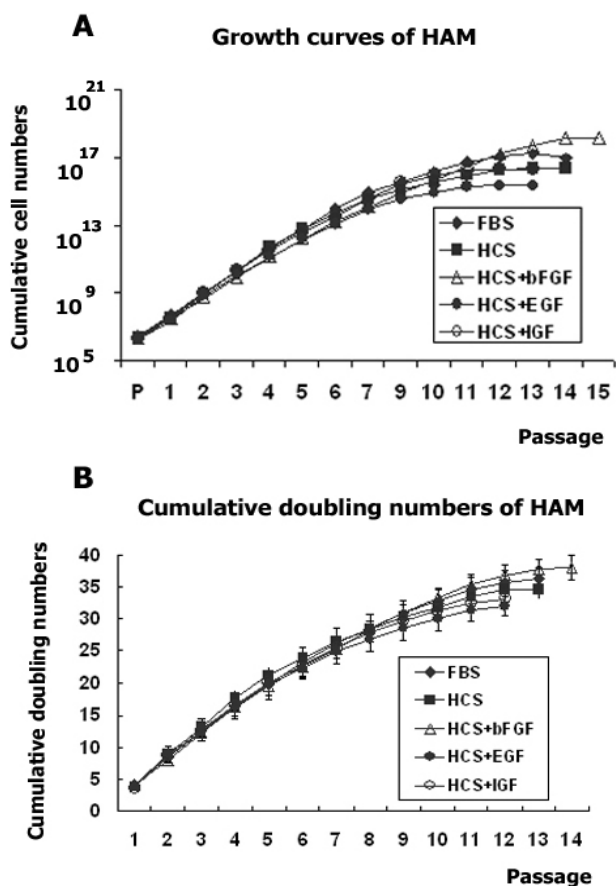 A
Growth curves of HAM
Cumulative cell numbers
10^21
10^17
10^13
10^9
10^5
FBS
HCS
HCS+bFGF
HCS+EGF
HCS+IGF
P 1 2 3 4 5 6 7 9 10 11 12 13 14 15
Passage
B
Cumulative doubling numbers of HAM
Cumulative doubling numbers
40
35
30
25
20
15
10
5
0
FBS
HCS
HCS+bFGF
HCS+EGF
HCS+IGF
1 2 3 4 5 6 7 8 9 10 11 12 13 14
Passage